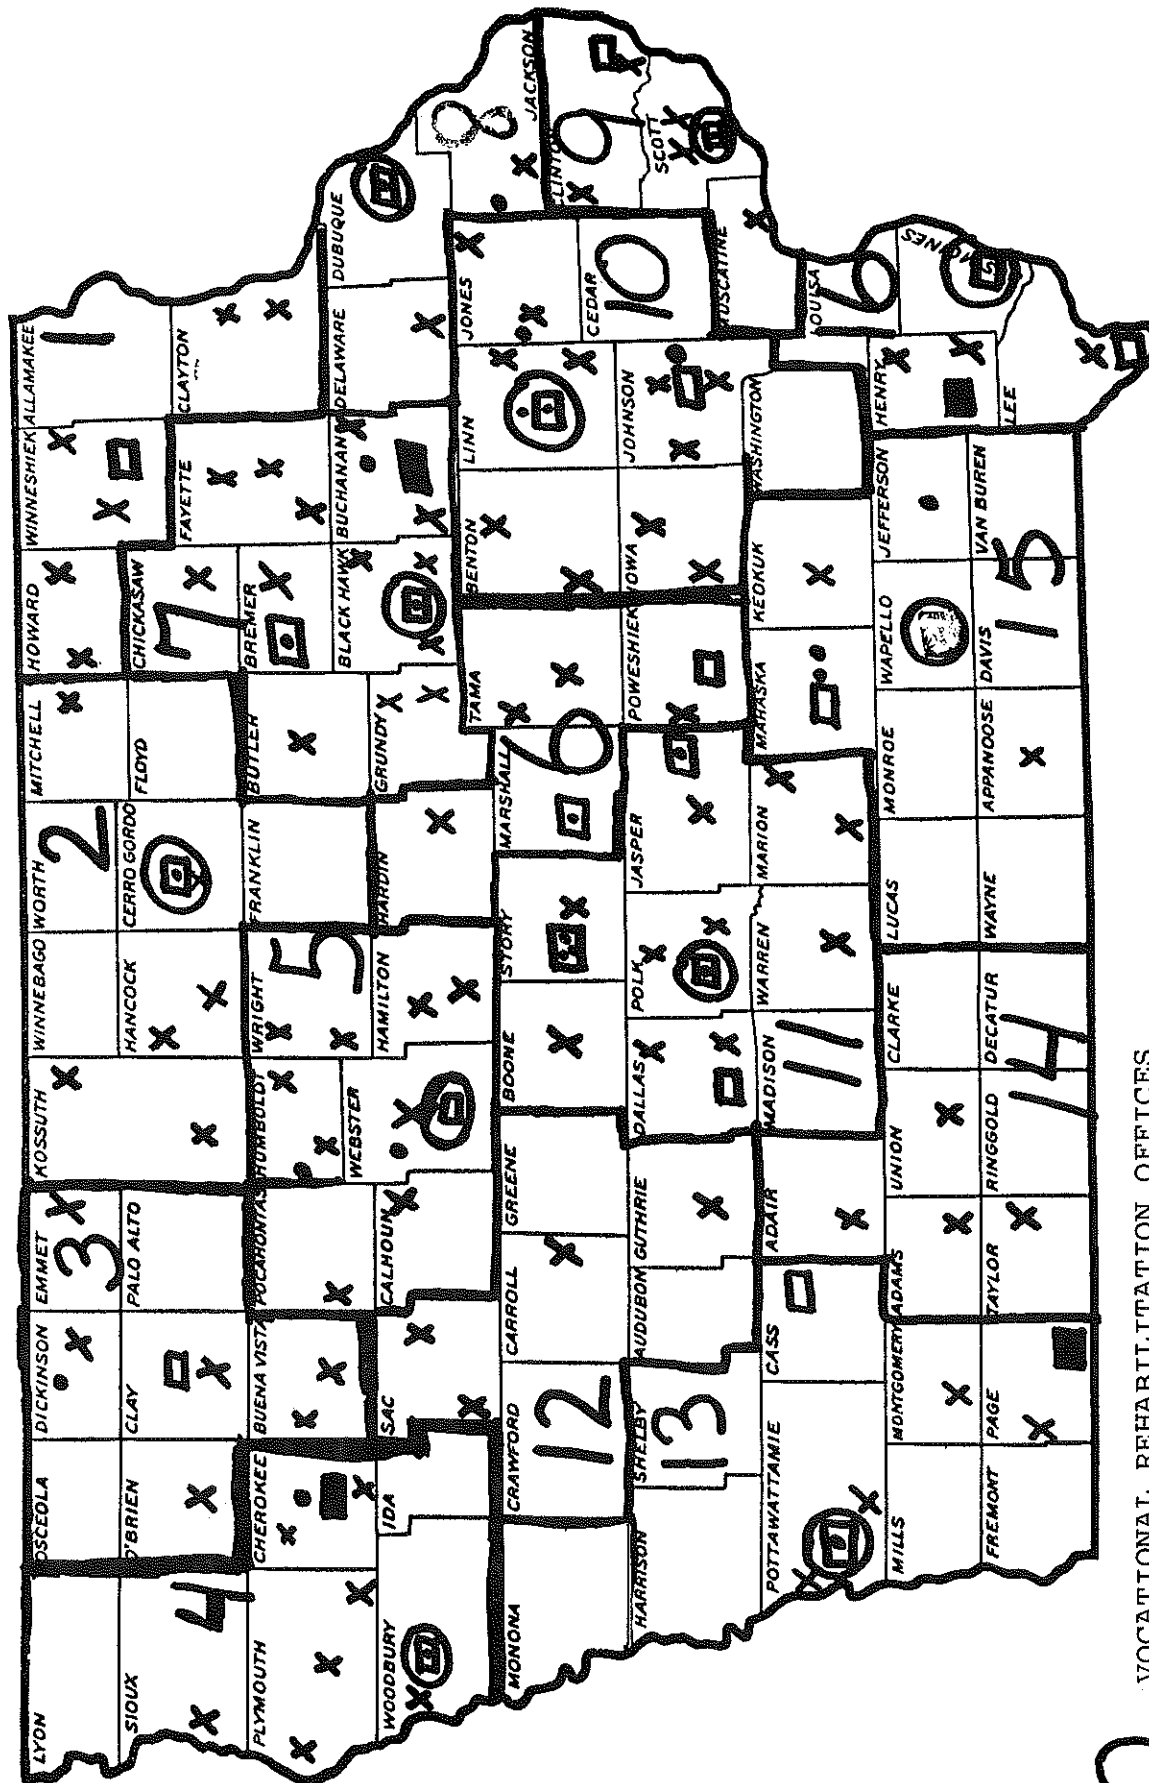 LYON
OSCEOLA
DICKINSON
EMMET
KOSSUTH
WINNEBAGO
WORTH
MITCHELL
HOWARD
WINNESHIEK
ALLAMAKEE
3
2
1
SIOUX
O'BRIEN
CLAY
PALO ALTO
HANCOCK
CERRO GORDO
FLOYD
CHICKASAW
CLAYTON
4
7
FAYETTE
PLYMOUTH
CHEROKEE
BUENA VISTA
POCAHONTAS
HUMBOLDT
WRIGHT
FRANKLIN
BUTLER
BREMER
5
WOODBURY
IDA
SAC
CALHOUN
WEBSTER
HAMILTON
HARDIN
GRUNDY
BLACK HAWK
BUCHANAN
DELAWARE
DUBUQUE
8
MONONA
CRAWFORD
CARROLL
GREENE
BOONE
STORY
MARSHALL
TAMA
BENTON
LINN
JONES
JACKSON
12
6
CLINTON
9
HARRISON
SHELBY
AUDUBON
GUTHRIE
DALLAS
POLK
JASPER
POWESHIEK
IOWA
JOHNSON
CEDAR
SCOTT
13
10
POTTAWATTAMIE
CASS
ADAIR
MADISON
WARREN
MARION
MAHASKA
KEOKUK
WASHINGTON
MUSCATINE
11
LOUISA
16
MILLS
MONTGOMERY
ADAMS
UNION
CLARKE
LUCAS
MONROE
WAPELLO
JEFFERSON
HENRY
MOINES
FREMONT
PAGE
TAYLOR
RINGGOLD
DECATUR
WAYNE
APPANOOSE
DAVIS
VAN BUREN
LEE
14
15
VOCATIONAL REHABILITATION OFFICES